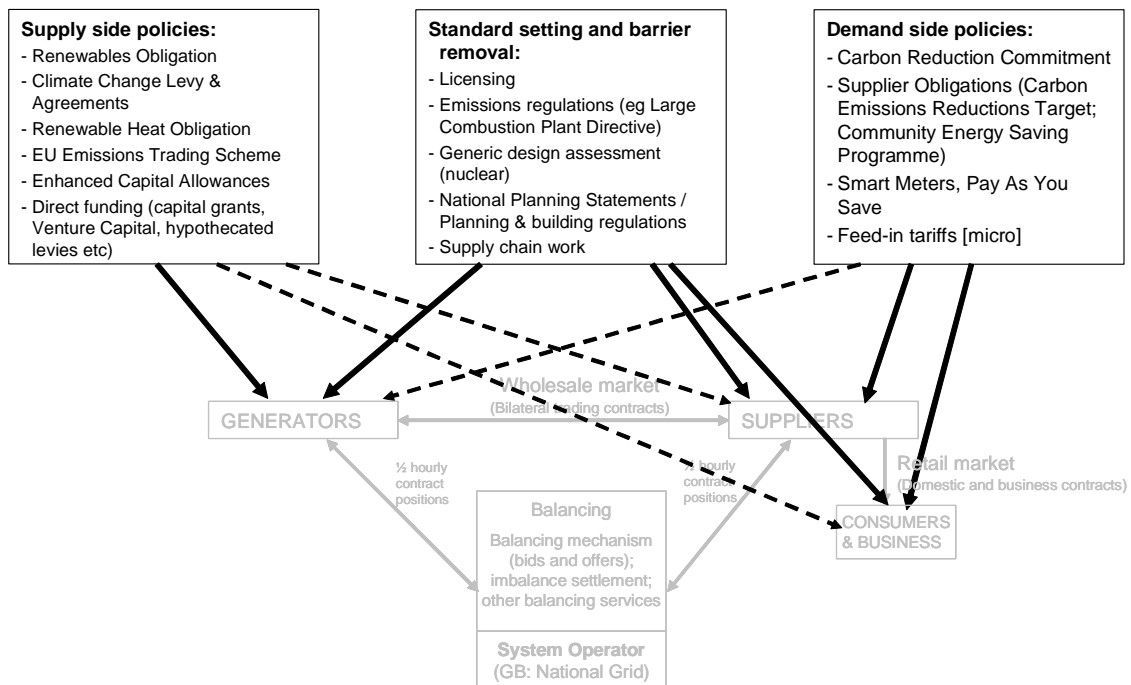 Supply side policies:
- Renewables Obligation
- Climate Change Levy &
Agreements
- Renewable Heat Obligation
- EU Emissions Trading Scheme
- Enhanced Capital Allowances
- Direct funding (capital grants,
Venture Capital, hypothecated
levies etc)
Standard setting and barrier
removal:
- Licensing
- Emissions regulations (eg Large
Combustion Plant Directive)
- Generic design assessment
(nuclear)
- National Planning Statements /
Planning & building regulations
- Supply chain work
Demand side policies:
- Carbon Reduction Commitment
- Supplier Obligations (Carbon
Emissions Reductions Target;
Community Energy Saving
Programme)
- Smart Meters, Pay As You
Save
- Feed-in tariffs [micro]
Wholesale market
(Bilateral trading contracts)
GENERATORS
SUPPLIERS
½ hourly
contract
positions
½ hourly
contract
positions
Retail market
(Domestic and business contracts)
CONSUMERS
& BUSINESS
Balancing
Balancing mechanism
(bids and offers);
imbalance settlement;
other balancing services
System Operator
(GB: National Grid)